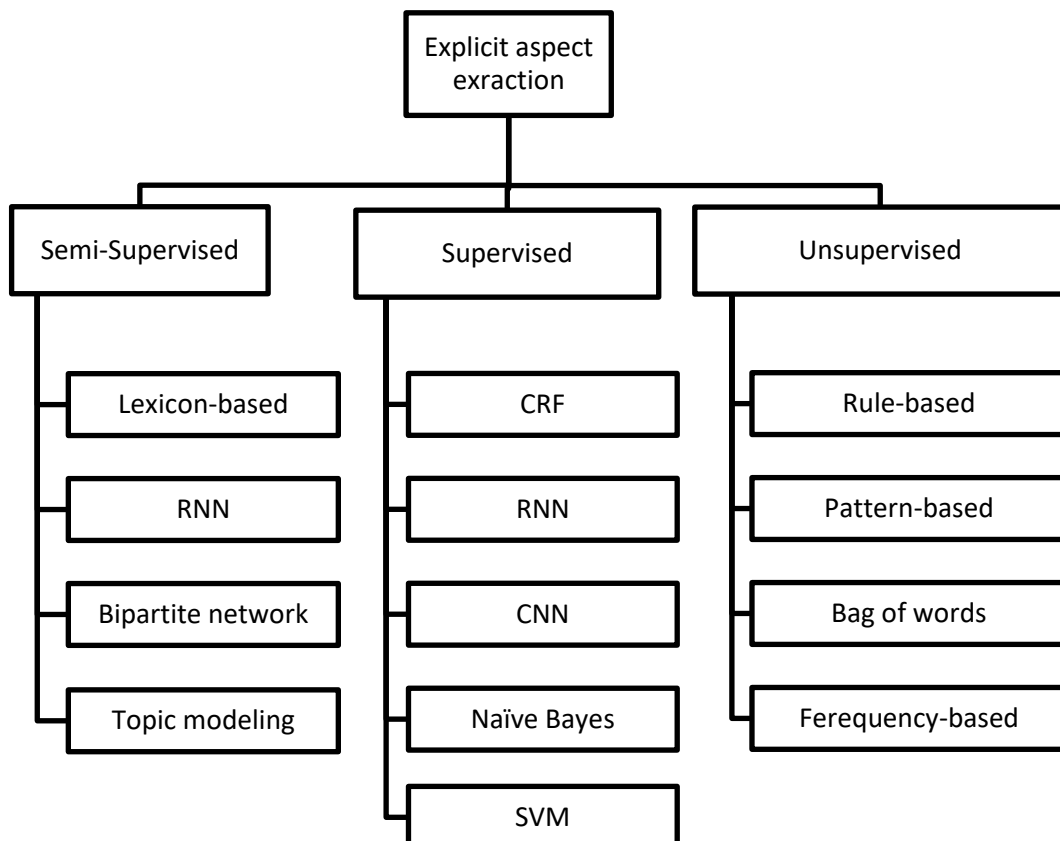 Explicit aspect
exraction
Semi-Supervised
Supervised
Unsupervised
Lexicon-based
CRF
Rule-based
RNN
RNN
Pattern-based
Bipartite network
CNN
Bag of words
Topic modeling
Naïve Bayes
Ferequency-based
SVM